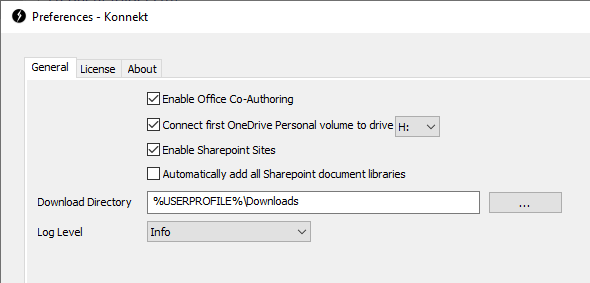 Preferences - Konnekt
General License About
Enable Office Co-Authoring
Connect first OneDrive Personal volume to drive H:
Enable Sharepoint Sites
Automatically add all Sharepoint document libraries
Download Directory %USERPROFILE%\Downloads ...
Log Level Info